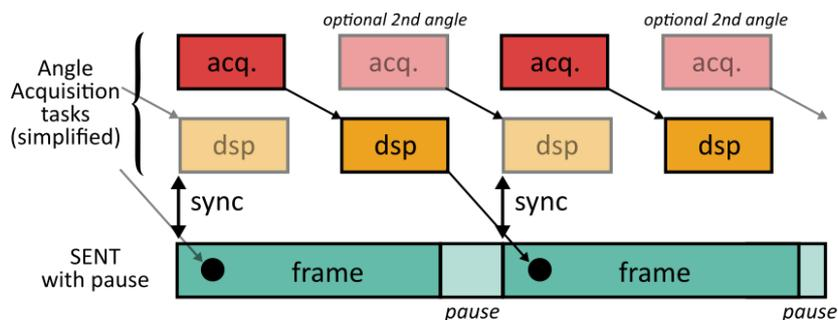 optional 2nd angle
optional 2nd angle
Angle
Acquisition
tasks
(simplified)
acq.
acq.
acq.
acq.
dsp
dsp
dsp
dsp
sync
sync
SENT
with pause
frame
frame
pause
pause